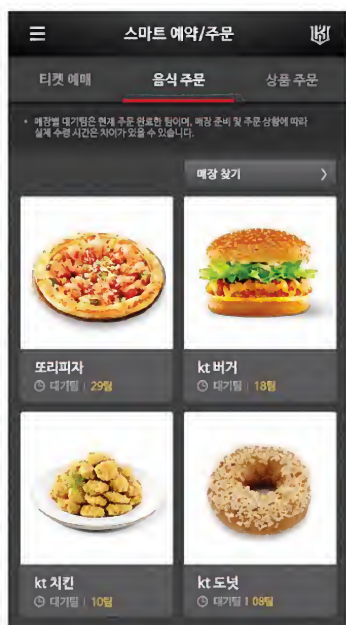 스마트 예약/주문
티켓 예매 음식 주문 상품 주문
• 매장별 대기팀은 현재 주문 완료한 팀이며, 매장 준비 및 주문 상황에 따라
실제 수령 시간은 차이가 있을 수 있습니다.
매장 찾기 >
또리피자 kt 버거
대기팀 | 29팀 대기팀 | 18팀
kt 치킨 kt 도넛
대기팀 | 10팀 대기팀 | 08팀